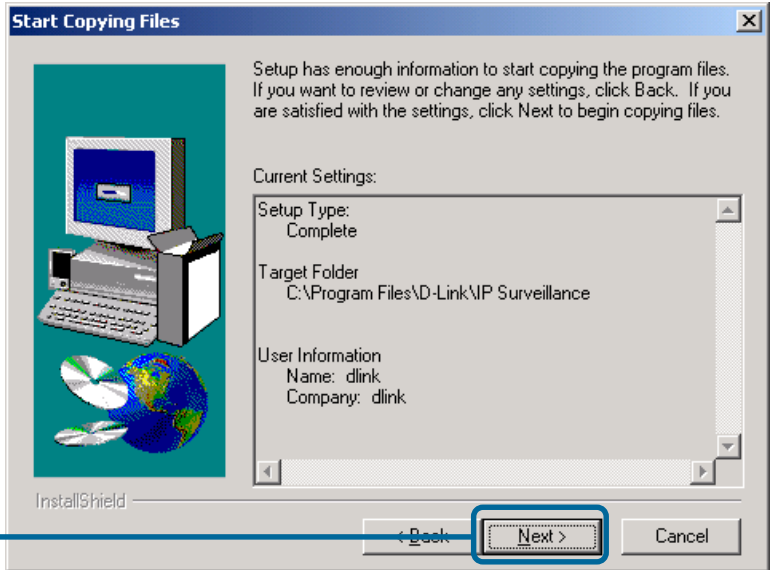 Start Copying Files
Setup has enough information to start copying the program files.
If you want to review or change any settings, click Back. If you
are satisfied with the settings, click Next to begin copying files.
Current Settings:
Setup Type:
Complete
Target Folder
C:\Program Files\D-Link\IP Surveillance
User Information
Name: dlink
Company: dlink
InstallShield
< Back
Next >
Cancel